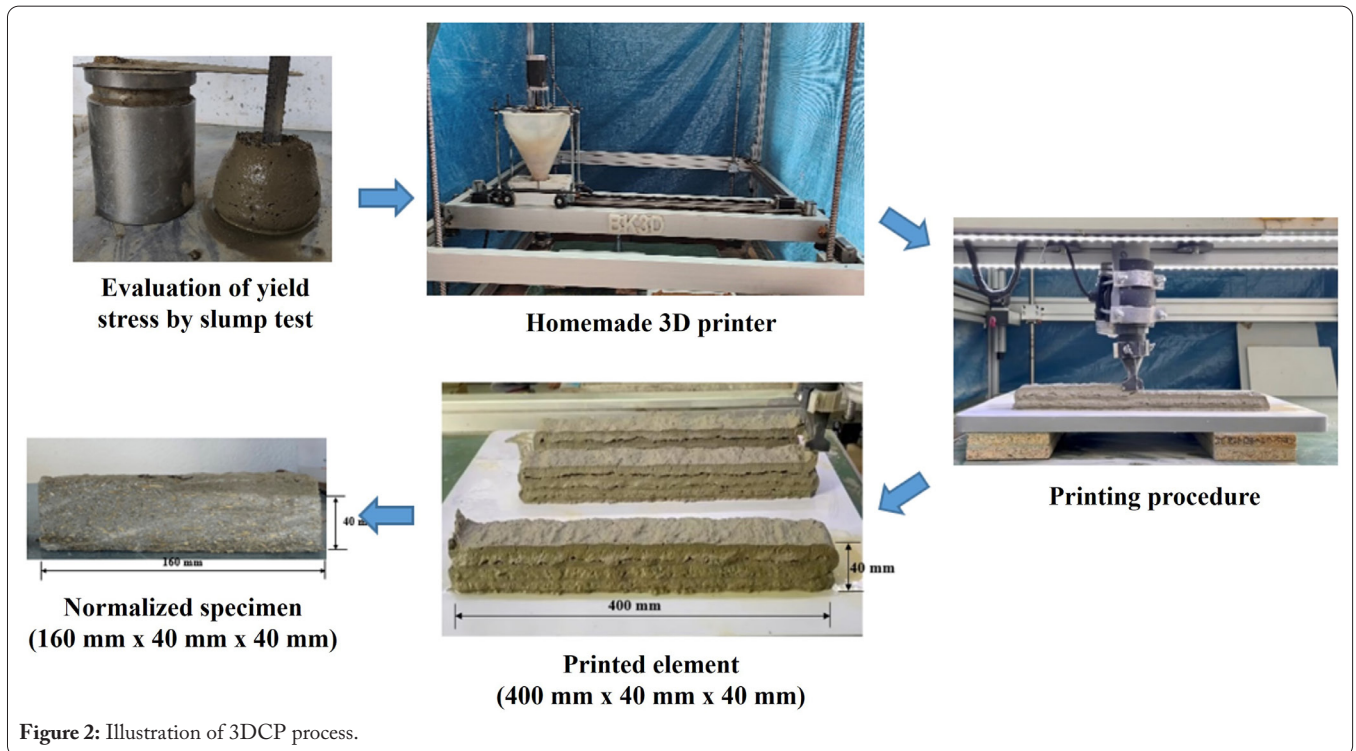 Evaluation of yield
stress by slump test
BK3D
Homemade 3D printer
Printing procedure
40 mm
400 mm
Printed element
(400 mm x 40 mm x 40 mm)
40 m
160 mm
Normalized specimen
(160 mm x 40 mm x 40 mm)
Figure 2: Illustration of 3DCP process.